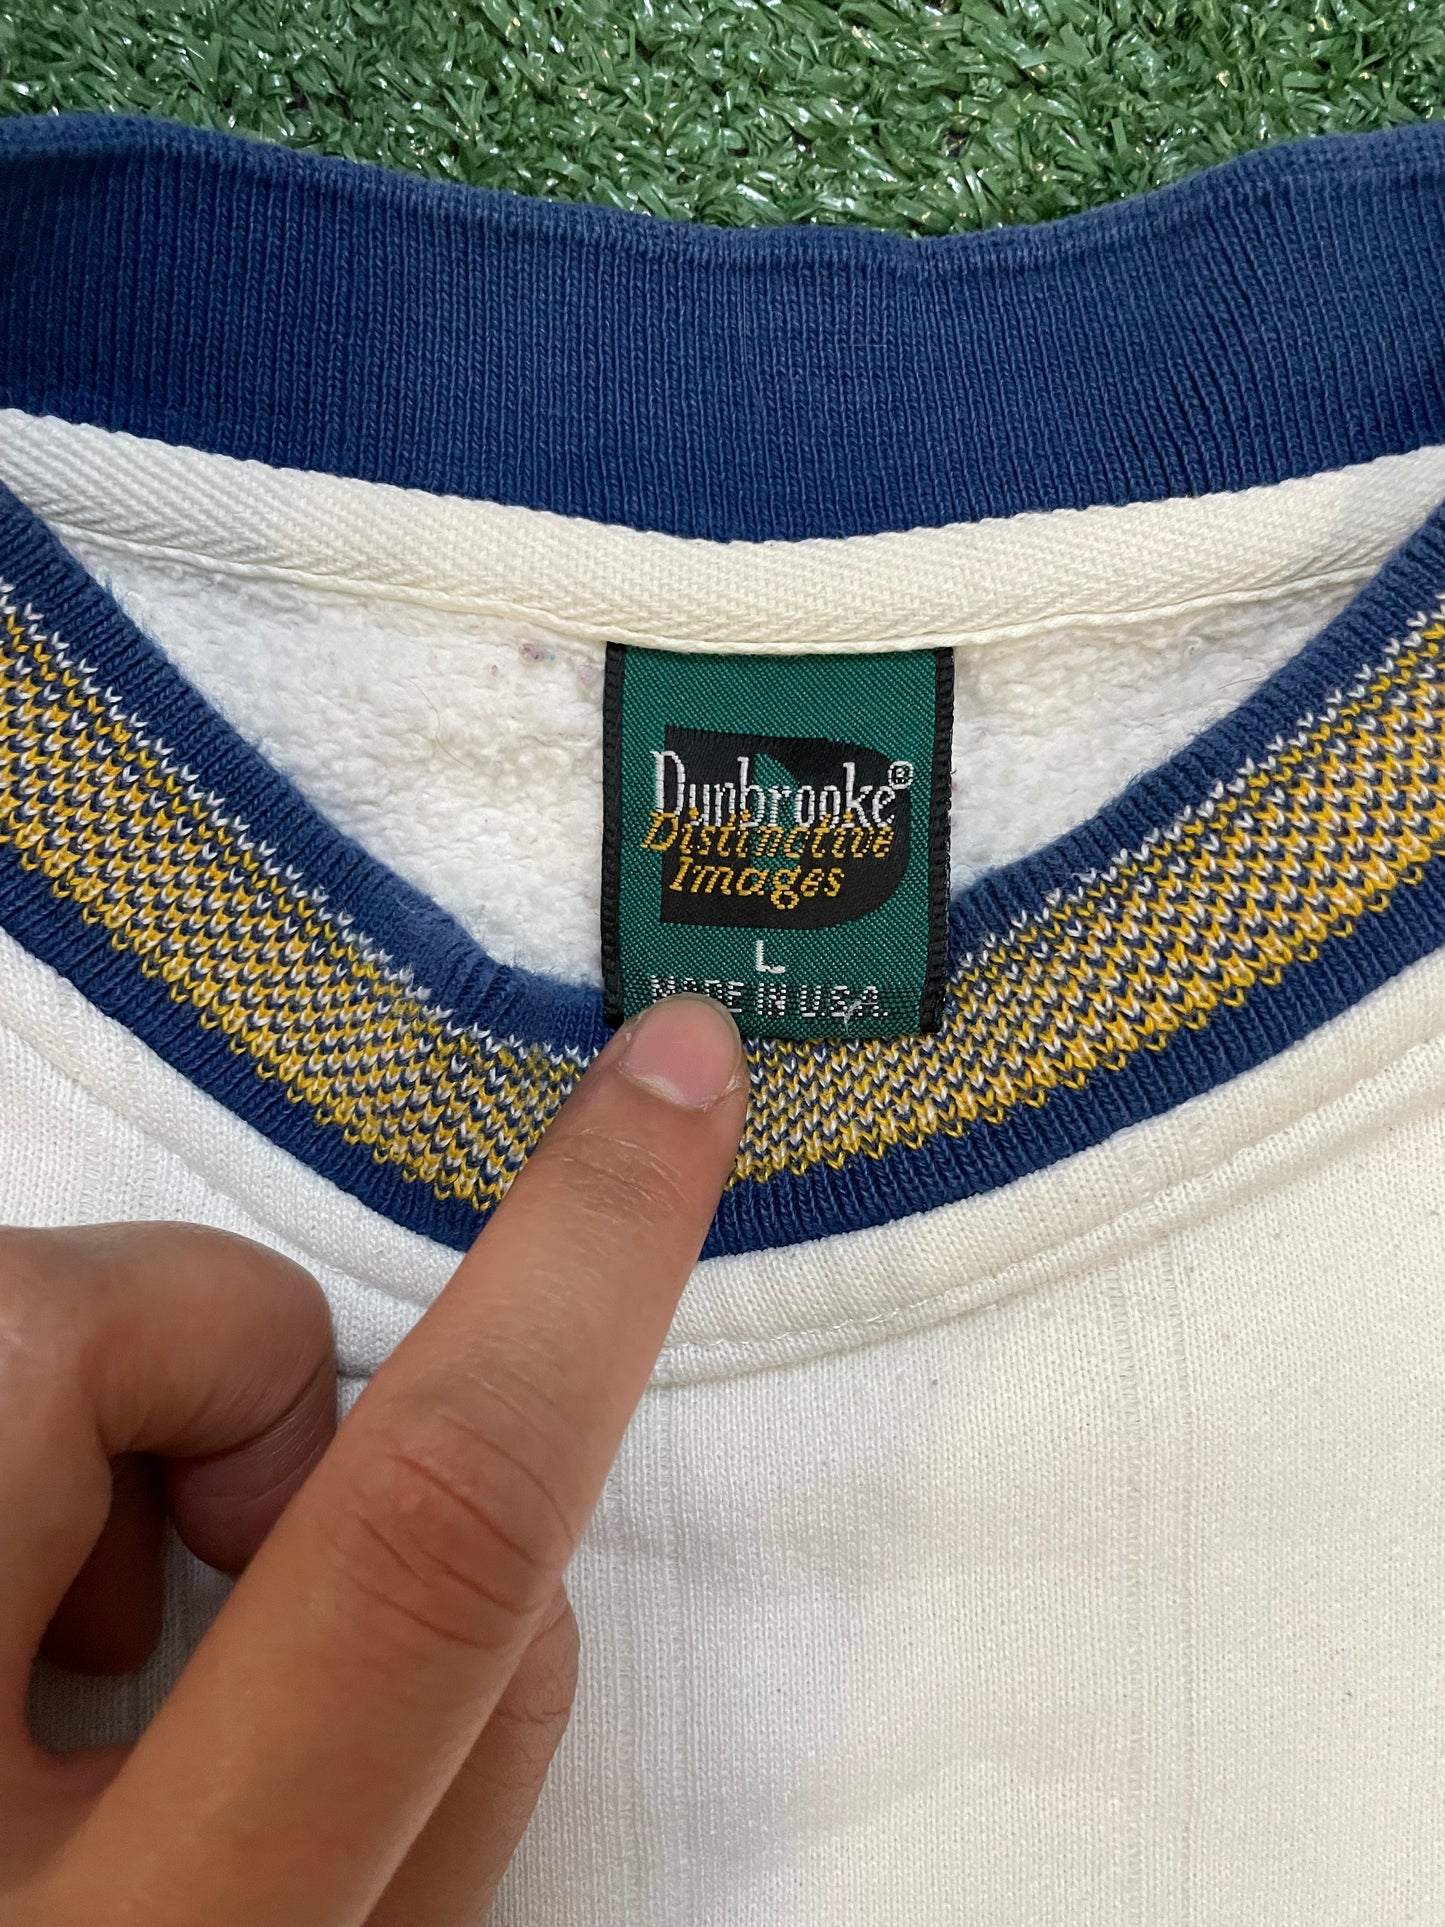 Dunbrooke®
Distinctive
Images
L
MADE IN U.S.A.